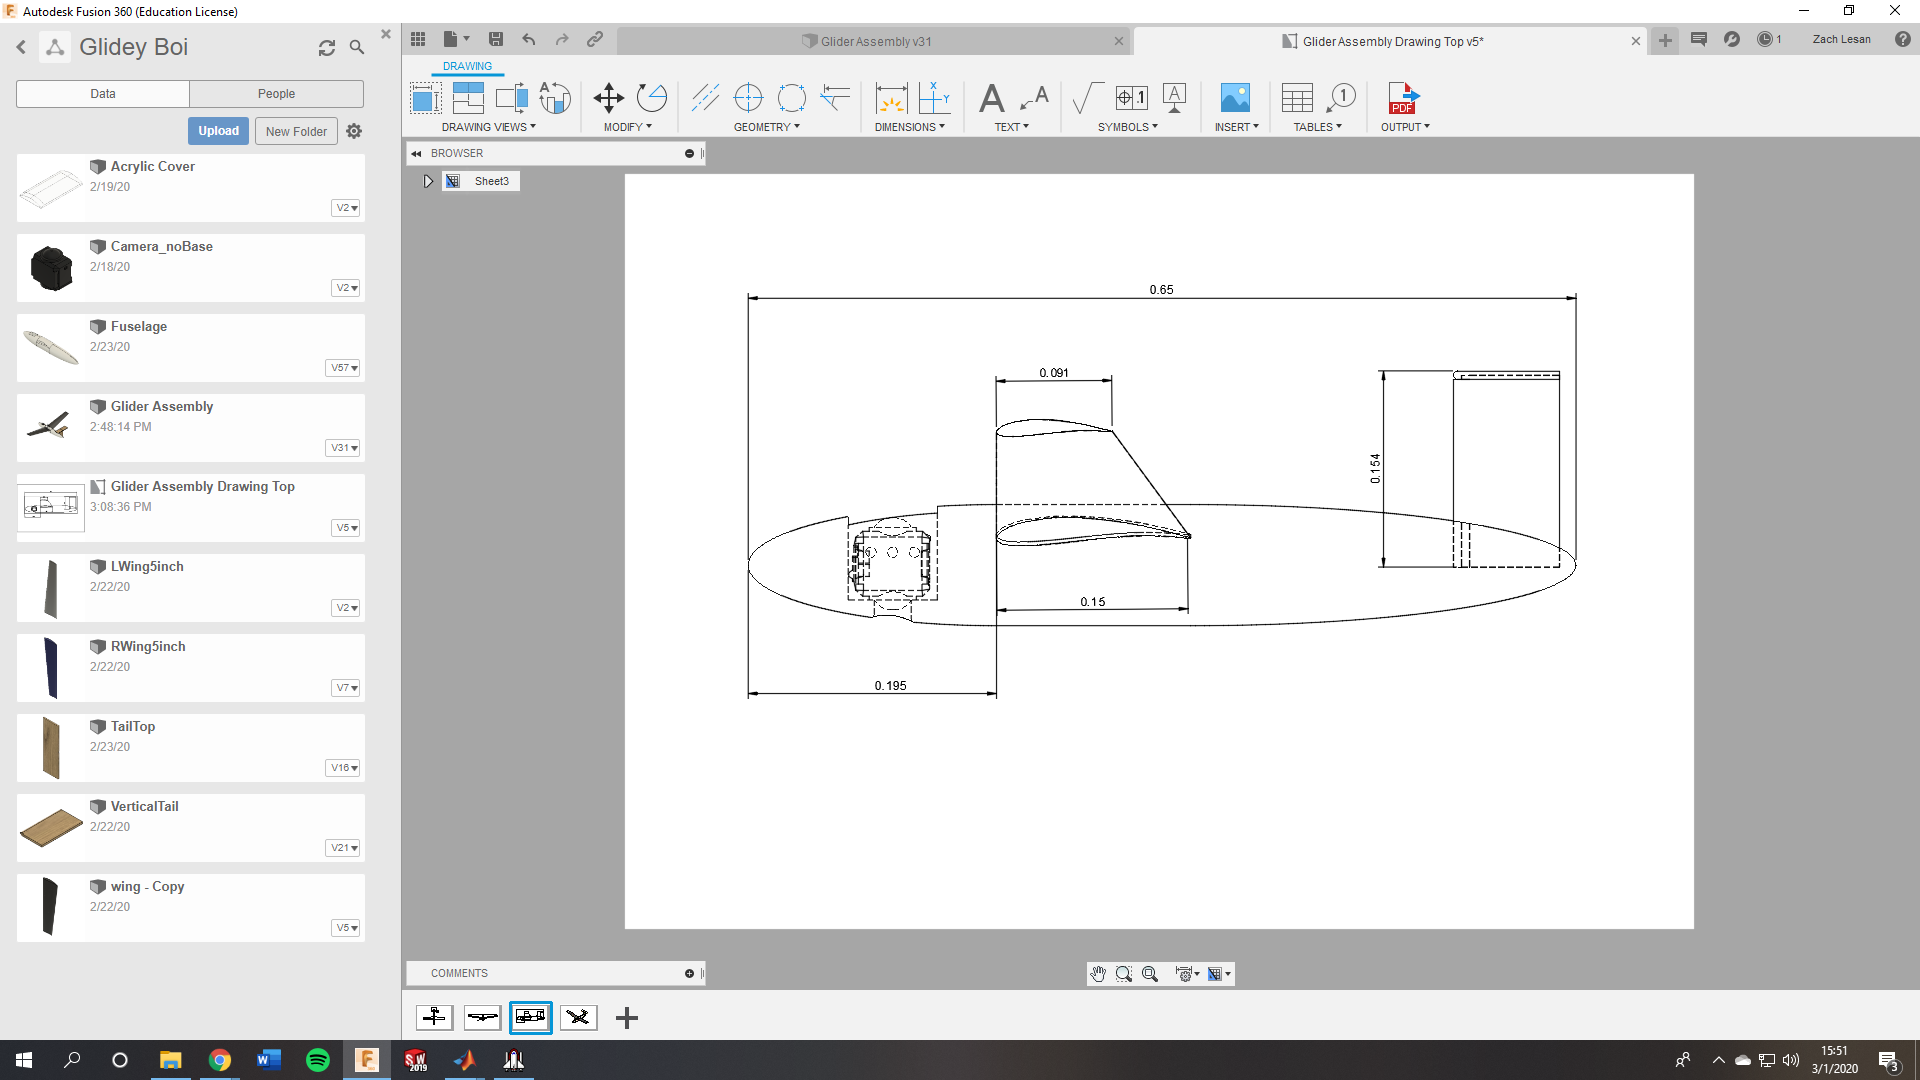 Autodesk Fusion 360 (Education License)
Glidey Boi
Data
People
Upload
New Folder
Acrylic Cover
2/19/20
V2
Camera_noBase
2/18/20
V2
Fuselage
2/23/20
V57
Glider Assembly
2:48:14 PM
V31
Glider Assembly Drawing Top
3:08:36 PM
V5
LWing5inch
2/22/20
V2
RWing5inch
2/22/20
V7
TailTop
2/23/20
V16
VerticalTail
2/22/20
V21
wing - Copy
2/22/20
V5
Glider Assembly v31
Glider Assembly Drawing Top v5*
1
Zach Lesan
DRAWING
DRAWING VIEWS
MODIFY
GEOMETRY
DIMENSIONS
TEXT
SYMBOLS
INSERT
TABLES
OUTPUT
PDF
BROWSER
Sheet3
0.65
0.091
0.154
0.15
0.195
COMMENTS
15:51
3/1/2020
3